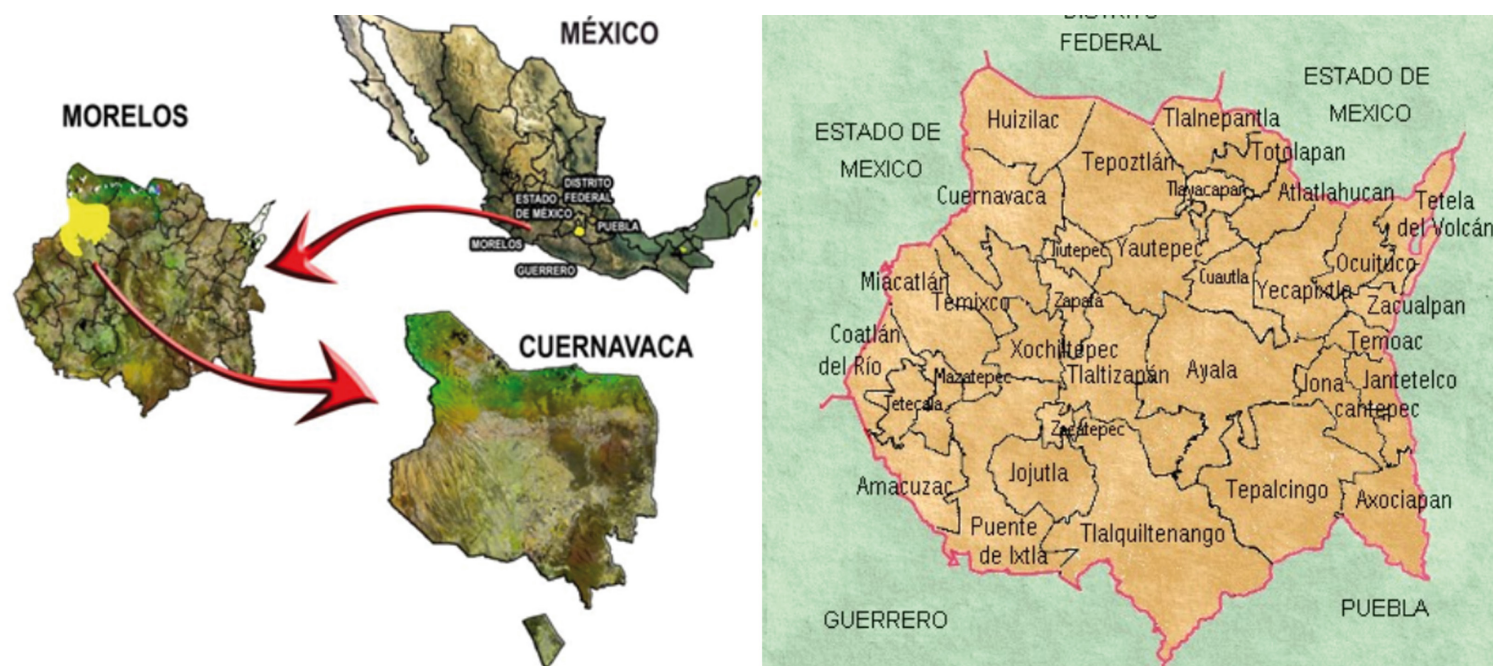 MÉXICO
MORELOS
DISTRITO
FEDERAL
ESTADO
DE MÉXICO
PUEBLA
MORELOS
GUERRERO
CUERNAVACA
DISTRITO
FEDERAL
ESTADO DE
MEXICO
ESTADO DE
MEXICO
Huizilac
Tlalnepantla
Tepoztlán
Totolapan
Tlayacapan
Atlatlahucan
Cuernavaca
Tetela
del Volcán
Jiutepec
Yautepec
Ocuituco
Cuautla
Yecapixtla
Miacatlán
Temixco
Zapata
Zacualpan
Coatlán
del Río
Xochitepec
Temoac
Mazatepec
Tlaltizapán
Ayala
Jona
Jantetelco
cantepec
Tetecala
Z.
Zacatepec
Jojutla
Amacuzac
Tepalcingo
Axociapan
Puente
de Ixtla
Tlalquiltenango
GUERRERO
PUEBLA